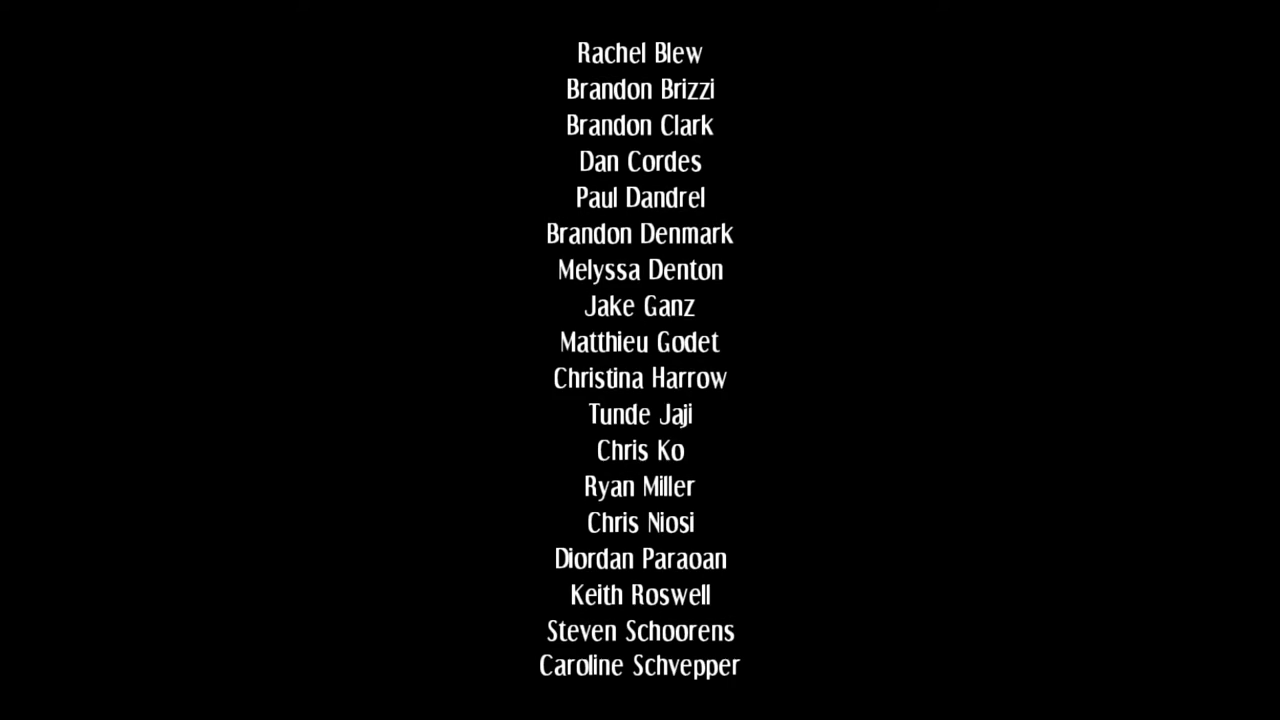 Rachel Blew
Brandon Brizzi
Brandon Clark
Dan Cordes
Paul Dandrel
Brandon Denmark
Melyssa Denton
Jake Ganz
Matthieu Godet
Christina Harrow
Tunde Jaji
Chris Ko
Ryan Miller
Chris Niosi
Diordan Paraoan
Keith Roswell
Steven Schoorens
Caroline Schvepper